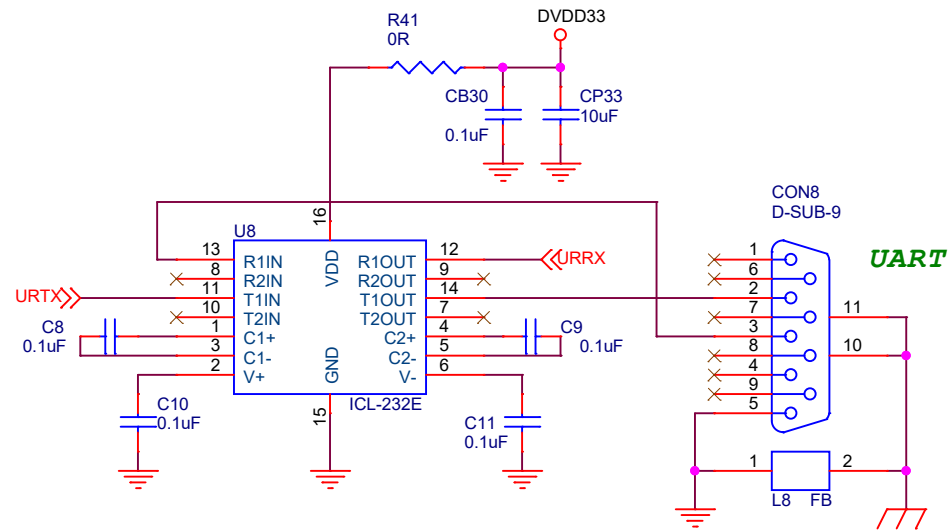 R41
0R
DVDD33
CB30
0.1uF
CP33
10uF
CON8
D-SUB-9
UART
U8
16
VDD
13 R1IN R1OUT 12 URRX
8 R2IN R2OUT 9
URTX 11 T1IN T1OUT 14
10 T2IN T2OUT 7
C8
0.1uF
1 C1+ C2+ 4
3 C1- C2- 5
2 V+ V- 6
C9
0.1uF
GND
15
ICL-232E
C10
0.1uF
C11
0.1uF
1
6
2
7
3
8
4
9
5
11
10
1 2
L8 FB